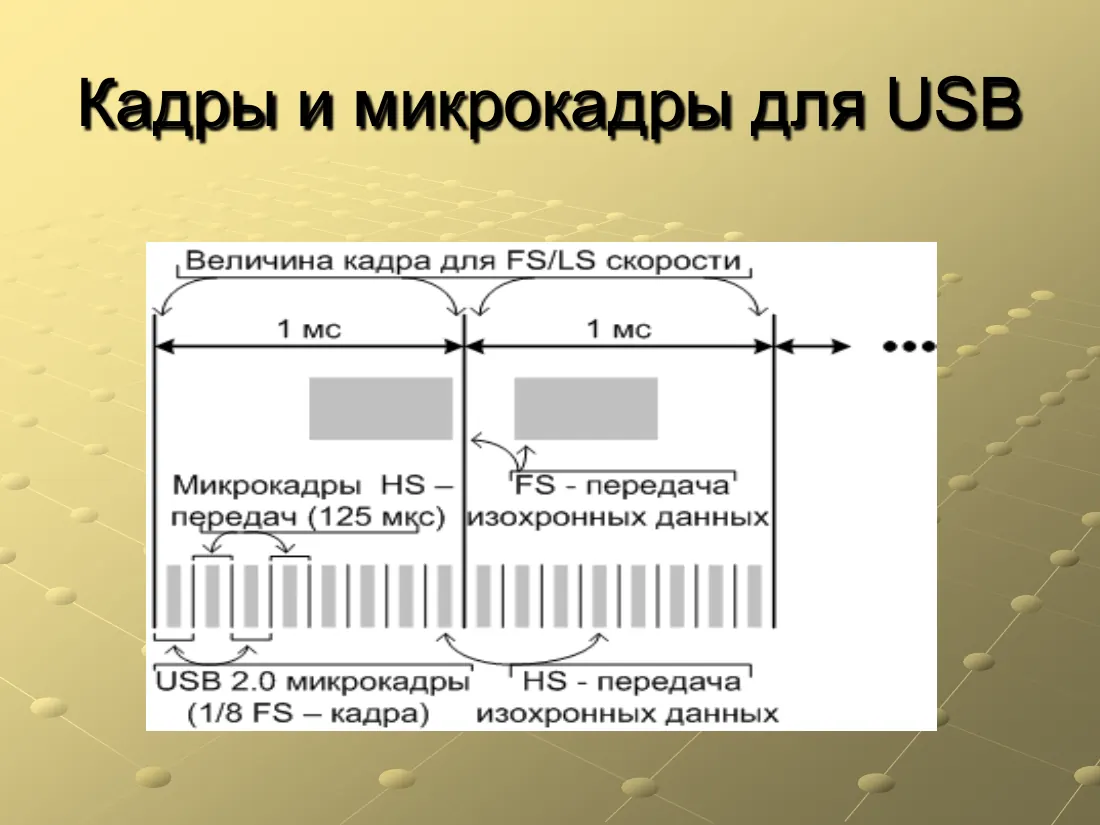 Кадры и микрокадры для USB
Величина кадра для FS/LS скорости
1 мс
1 мс
Микрокадры HS –
передач (125 мкс)
FS - передача
изохронных данных
USB 2.0 микрокадры
(1/8 FS – кадра)
HS - передача
изохронных данных